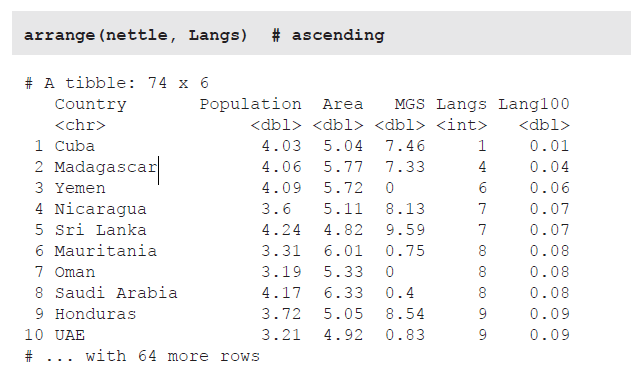 arrange(nettle, Langs)  # ascending
# A tibble: 74 x 6
   Country       Population  Area   MGS Langs Lang100
   <chr>              <dbl> <dbl> <dbl> <int>   <dbl>
 1 Cuba                4.03  5.04  7.46     1    0.01
 2 Madagascar          4.06  5.77  7.33     4    0.04
 3 Yemen               4.09  5.72  0        6    0.06
 4 Nicaragua           3.6   5.11  8.13     7    0.07
 5 Sri Lanka           4.24  4.82  9.59     7    0.07
 6 Mauritania          3.31  6.01  0.75     8    0.08
 7 Oman                3.19  5.33  0        8    0.08
 8 Saudi Arabia        4.17  6.33  0.4      8    0.08
 9 Honduras            3.72  5.05  8.54     9    0.09
10 UAE                 3.21  4.92  0.83     9    0.09
# ... with 64 more rows